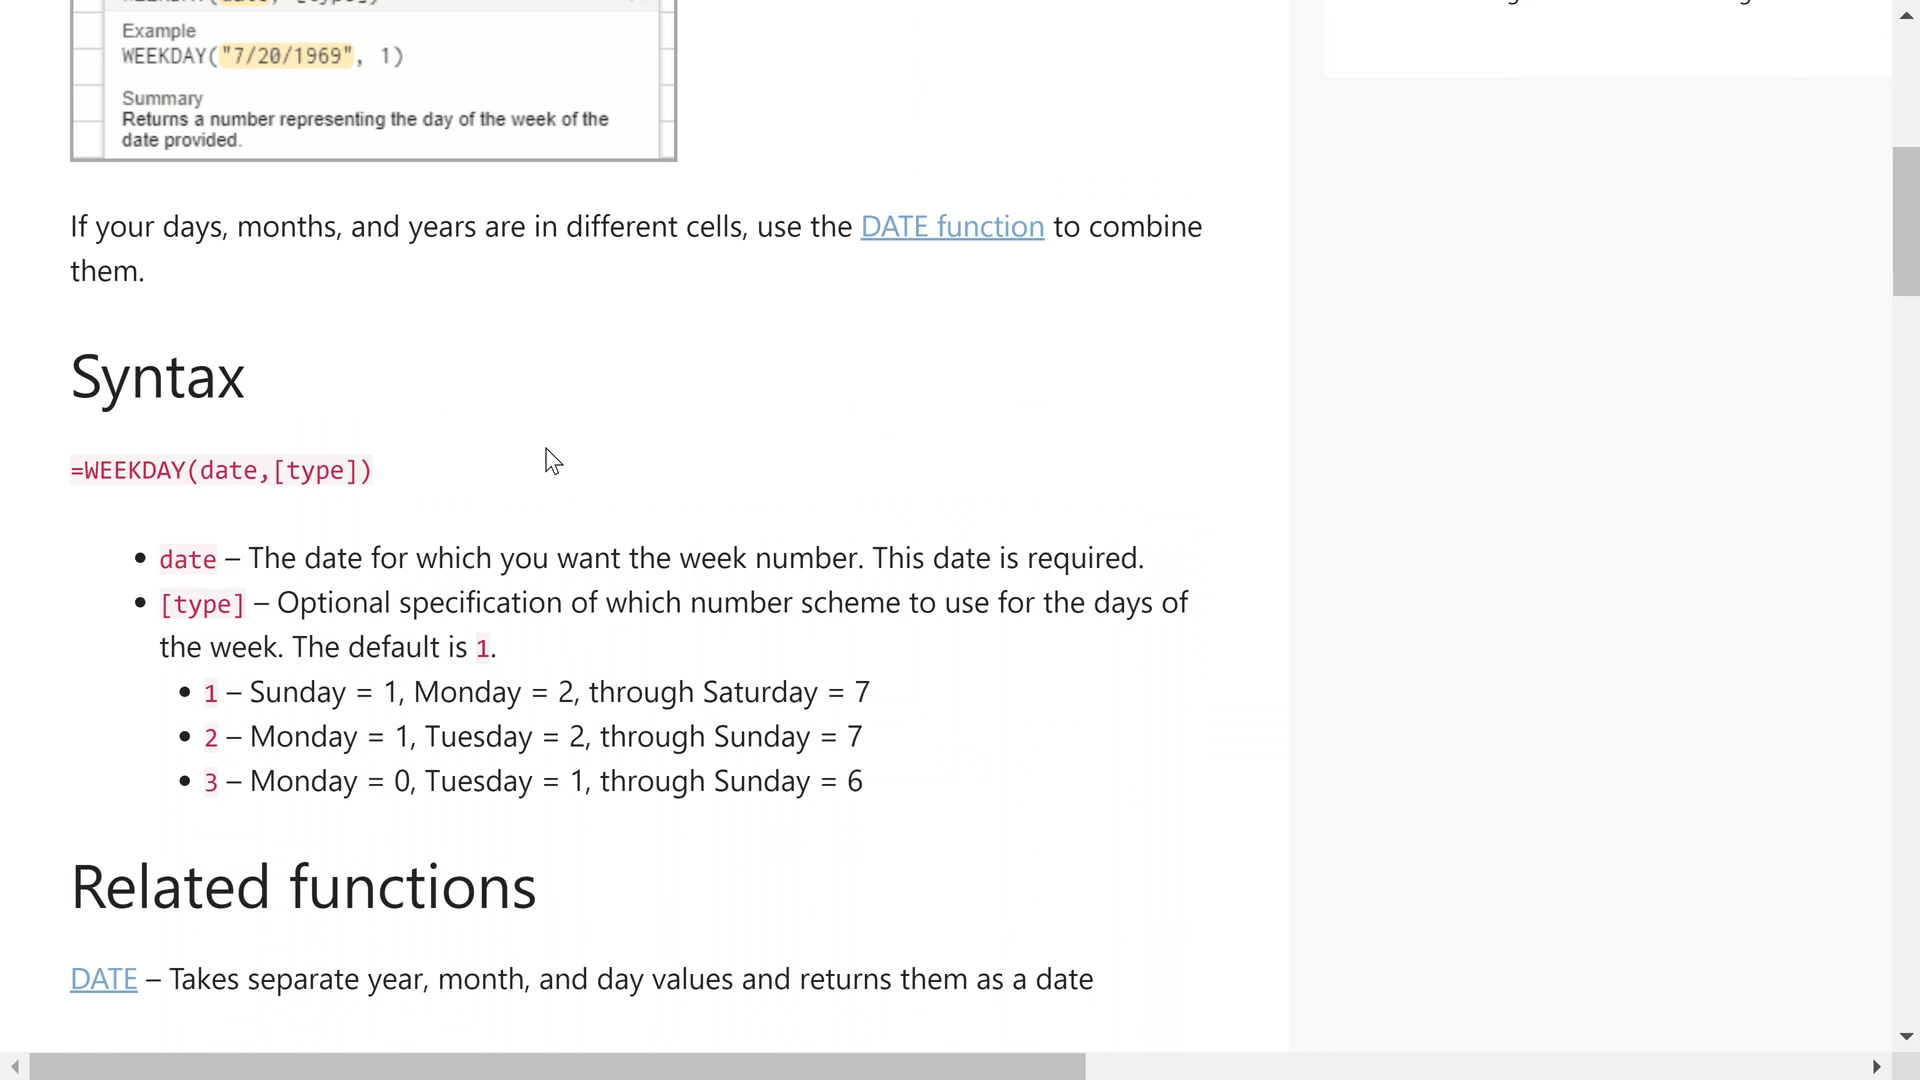 Example
WEEKDAY("7/20/1969", 1)
Summary
Returns a number representing the day of the week of the
date provided.
If your days, months, and years are in different cells, use the DATE function to combine
them.
Syntax
=WEEKDAY(date,[type])
• date – The date for which you want the week number. This date is required.
• [type] – Optional specification of which number scheme to use for the days of
the week. The default is 1.
• 1 – Sunday = 1, Monday = 2, through Saturday = 7
• 2 – Monday = 1, Tuesday = 2, through Sunday = 7
• 3 – Monday = 0, Tuesday = 1, through Sunday = 6
Related functions
DATE – Takes separate year, month, and day values and returns them as a date